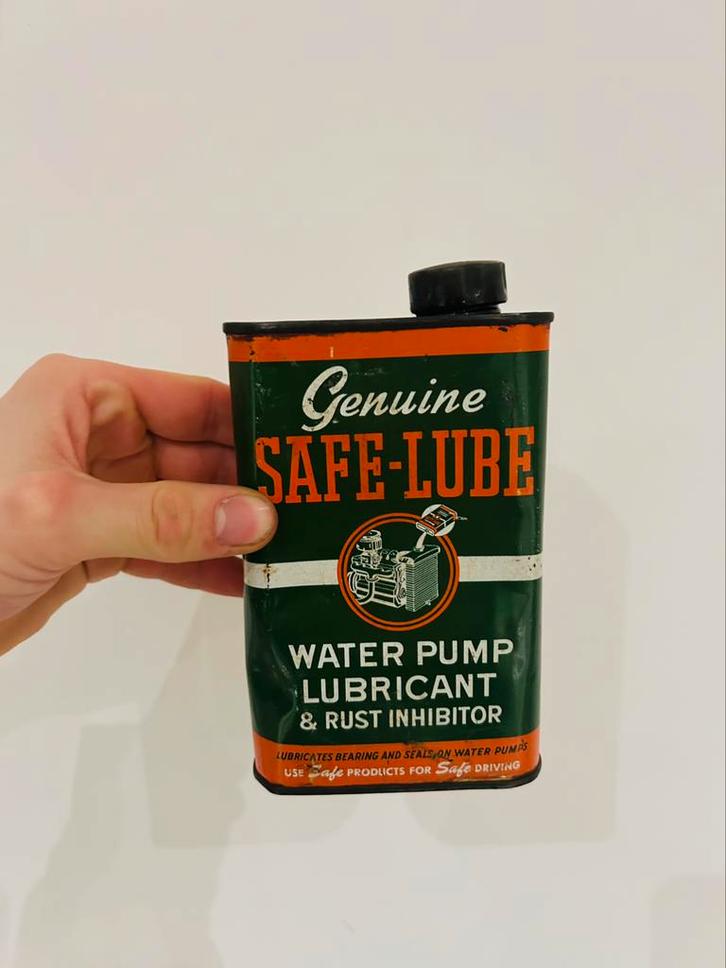 Genuine
SAFE-LUBE
WATER PUMP
LUBRICANT
& RUST INHIBITOR
LUBRICATES BEARING AND SEALS ON WATER PUMPS
USE Safe PRODUCTS FOR Safe DRIVING